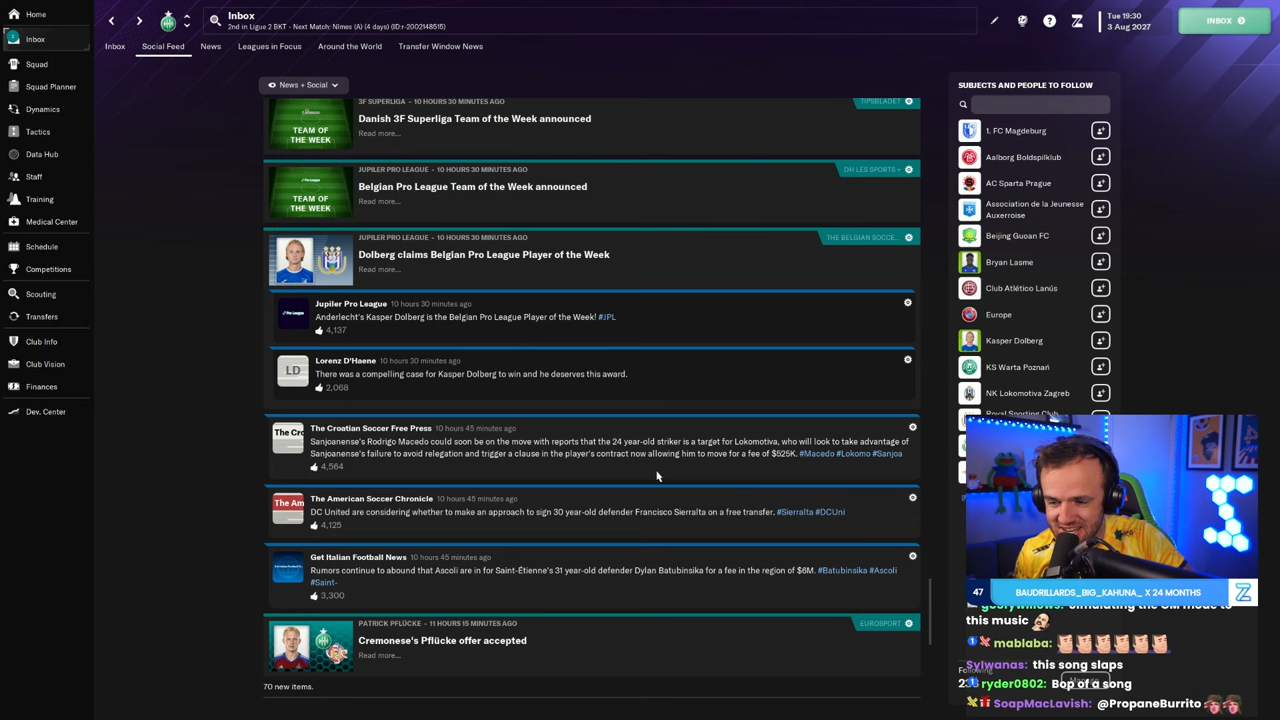 Home
Inbox
Squad
Squad Planner
Dynamics
Tactics
Data Hub
Staff
Training
Medical Center
Schedule
Competitions
Scouting
Transfers
Club Info
Club Vision
Finances
Dev. Center
Inbox
2nd in Ligue 2 BKT - Next Match: Nîmes (A) (4 days) (ID:r-2002148515)
Tue 19:30
3 Aug 2027
INBOX
Inbox Social Feed News Leagues in Focus Around the World Transfer Window News
News + Social
3F SUPERLIGA - 10 HOURS 30 MINUTES AGO
TIPSBLADET
TEAM OF
THE WEEK
Danish 3F Superliga Team of the Week announced
Read more...
JUPILER PRO LEAGUE - 10 HOURS 30 MINUTES AGO
DH LES SPORTS +
TEAM OF
THE WEEK
Belgian Pro League Team of the Week announced
Read more...
JUPILER PRO LEAGUE - 10 HOURS 30 MINUTES AGO
THE BELGIAN SOCCE...
Dolberg claims Belgian Pro League Player of the Week
Read more...
Jupiler Pro League 10 hours 30 minutes ago
Anderlecht's Kasper Dolberg is the Belgian Pro League Player of the Week! #JPL
4,137
LD
Lorenz D'Haene 10 hours 30 minutes ago
There was a compelling case for Kasper Dolberg to win and he deserves this award.
2,068
The Cro
The Croatian Soccer Free Press 10 hours 45 minutes ago
Sanjoanense's Rodrigo Macedo could soon be on the move with reports that the 24 year-old striker is a target for Lokomotiva, who will look to take advantage of
Sanjoanense's failure to avoid relegation and trigger a clause in the player's contract now allowing him to move for a fee of $525K. #Macedo #Lokomo #Sanjoa
4,564
The Am
The American Soccer Chronicle 10 hours 45 minutes ago
DC United are considering whether to make an approach to sign 30 year-old defender Francisco Sierralta on a free transfer. #Sierralta #DCUni
4,125
Get Italian Football News 10 hours 45 minutes ago
Rumors continue to abound that Ascoli are in for Saint-Étienne's 31 year-old defender Dylan Batubinsika for a fee in the region of $6M. #Batubinsika #Ascoli
#Saint-
3,300
PATRICK PFLÜCKE - 11 HOURS 15 MINUTES AGO
EUROSPORT
Cremonese's Pflücke offer accepted
Read more...
70 new items.
SUBJECTS AND PEOPLE TO FOLLOW
1. FC Magdeburg
Aalborg Boldspilklub
AC Sparta Prague
Association de la Jeunesse
Auxerroise
Beijing Guoan FC
Bryan Lasme
Club Atlético Lanús
Europe
Kasper Dolberg
KS Warta Poznań
NK Lokomotiva Zagreb
Royal Sporting Club
47 BAUDRILLARDS_BIG_KAHUNA_ X 24 MONTHS
goofywillows: Simulating the GM mode to
this music
mablaba:
Sylwanas: this song slaps
Following
ryder0802: Bop of a song
SoapMacLavish: @PropaneBurrito